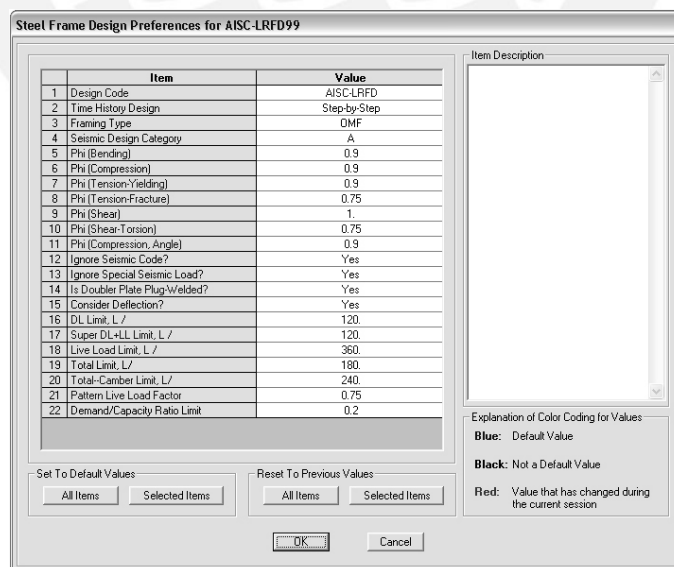 Steel Frame Design Preferences for AISC-LRFD99
Item Value
1 Design Code AISC-LRFD
2 Time History Design Step-by-Step
3 Framing Type OMF
4 Seismic Design Category A
5 Phi (Bending) 0.9
6 Phi (Compression) 0.9
7 Phi (Tension-Yielding) 0.9
8 Phi (Tension-Fracture) 0.75
9 Phi (Shear) 1.
10 Phi (Shear-Torsion) 0.75
11 Phi (Compression, Angle) 0.9
12 Ignore Seismic Code? Yes
13 Ignore Special Seismic Load? Yes
14 Is Doubler Plate Plug-Welded? Yes
15 Consider Deflection? Yes
16 DL Limit, L / 120.
17 Super DL+LL Limit, L / 120.
18 Live Load Limit, L / 360.
19 Total Limit, L/ 180.
20 Total--Camber Limit, L/ 240.
21 Pattern Live Load Factor 0.75
22 Demand/Capacity Ratio Limit 0.2
Item Description
Explanation of Color Coding for Values
Blue: Default Value
Black: Not a Default Value
Red: Value that has changed during
the current session
Set To Default Values
All Items Selected Items
Reset To Previous Values
All Items Selected Items
OK Cancel